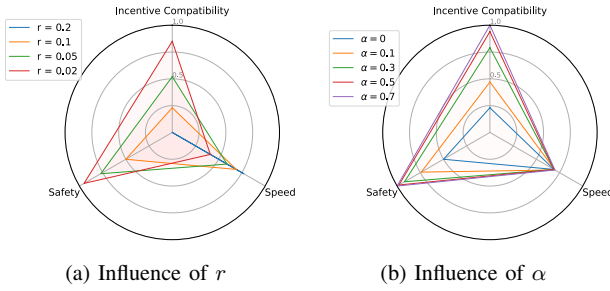 Incentive Compatibility
1.0
r = 0.2
r = 0.1
r = 0.05
r = 0.02
0.5
Safety
Speed
(a) Influence of r
Incentive Compatibility
1.0
α = 0
α = 0.1
α = 0.3
α = 0.5
α = 0.7
0.5
Safety
Speed
(b) Influence of α